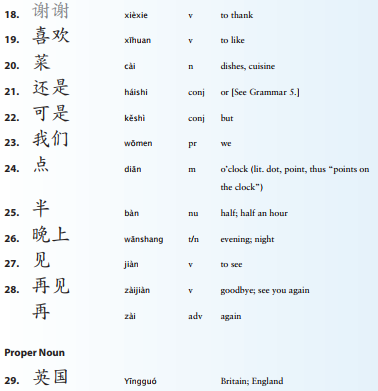 18. 谢谢 xièxie v to thank
19. 喜欢 xǐhuan v to like
20. 菜 cài n dishes, cuisine
21. 还是 háishi conj or [See Grammar 5.]
22. 可是 kěshì conj but
23. 我们 wǒmen pr we
24. 点 diǎn m o'clock (lit. dot, point, thus "points on
the clock")
25. 半 bàn nu half; half an hour
26. 晚上 wǎnshang t/n evening; night
27. 见 jiàn v to see
28. 再见 zàijiàn v goodbye; see you again
再 zài adv again
Proper Noun
29. 英国 Yīngguó Britain; England